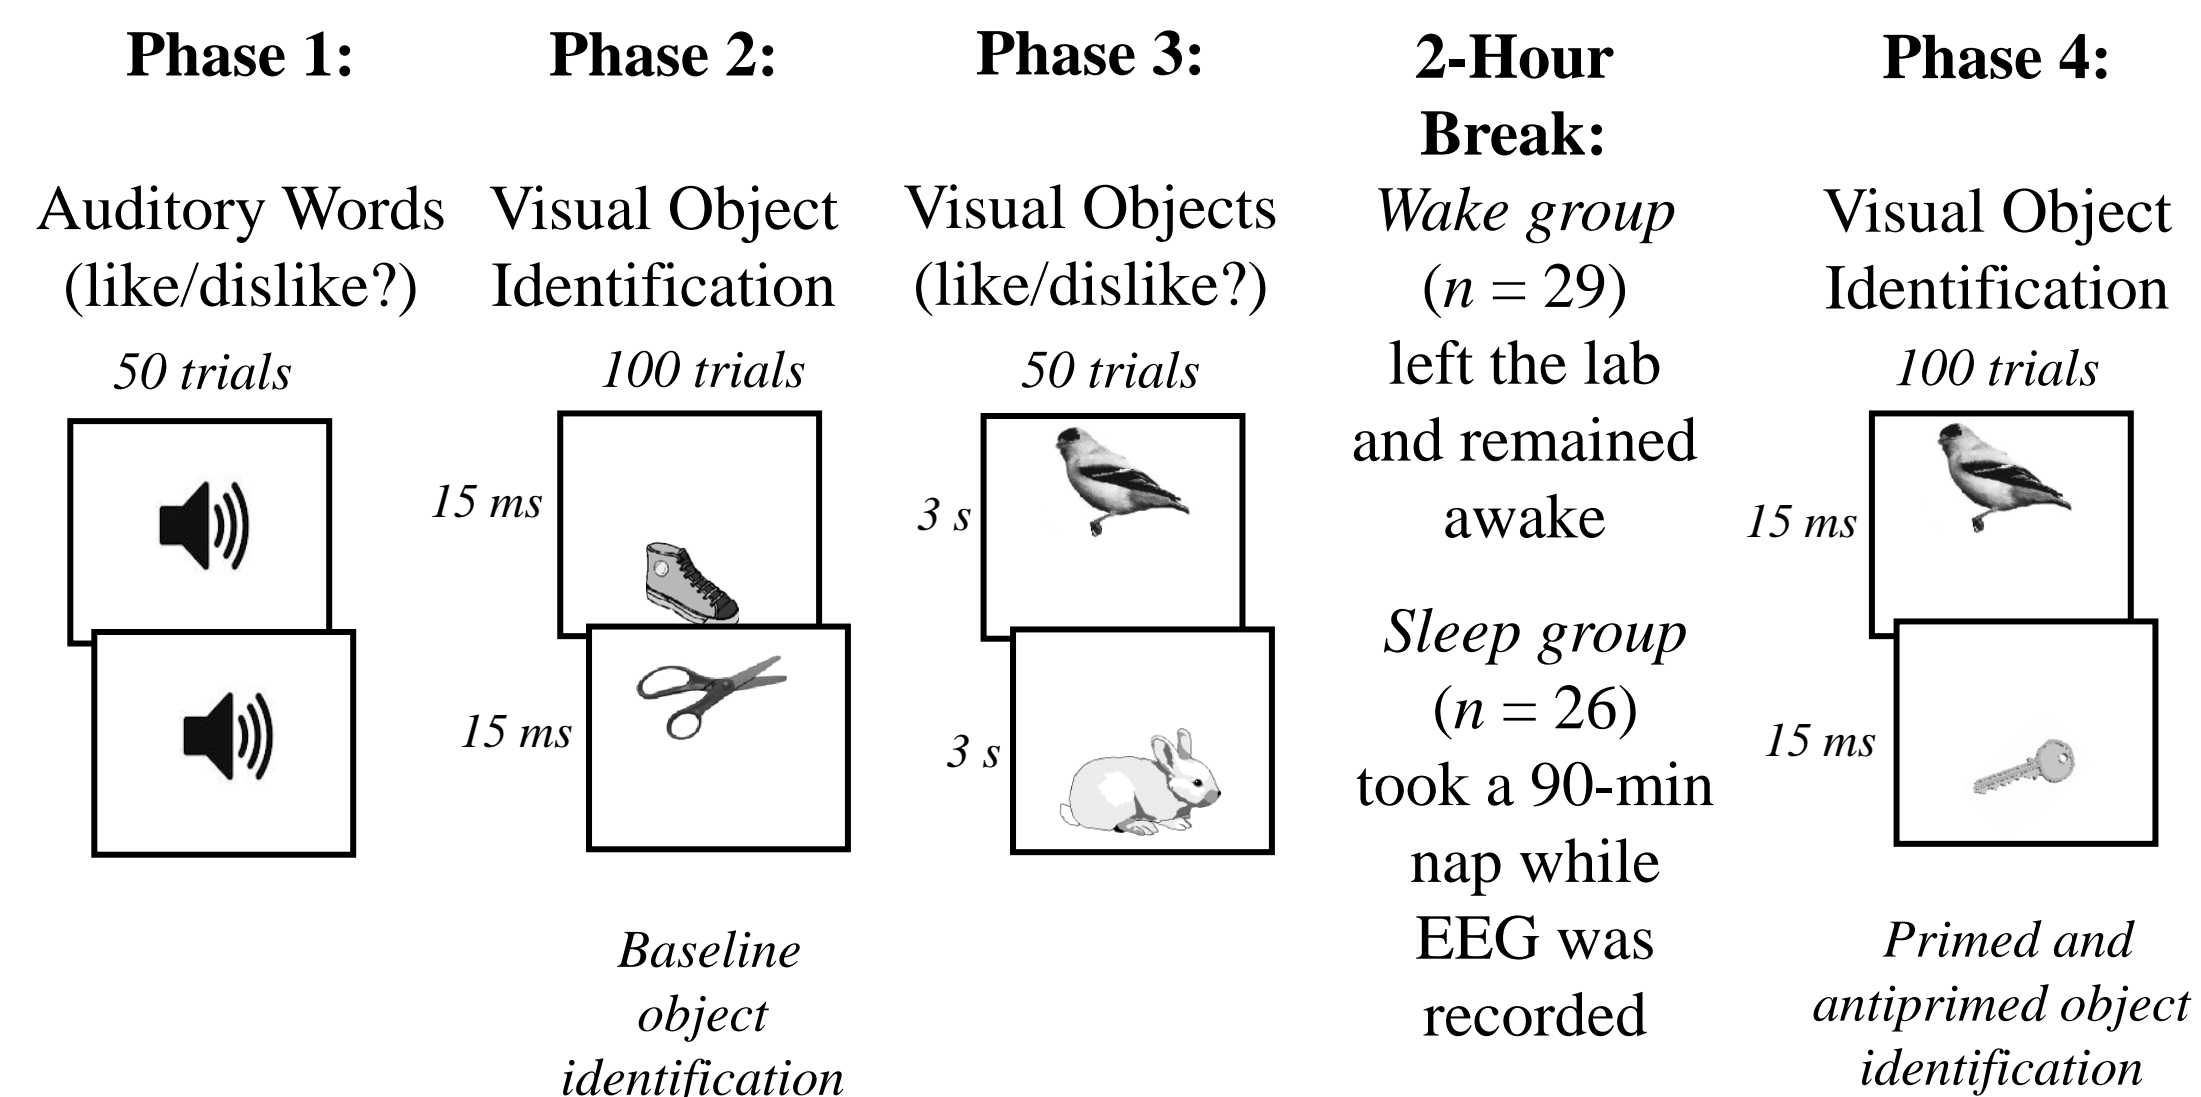 Phase 1:
Auditory Words
(like/dislike?)
50 trials
Phase 2:
Visual Object
Identification
100 trials
15 ms
15 ms
Baseline
object
identification
Phase 3:
Visual Objects
(like/dislike?)
50 trials
3 s
3 s
2-Hour
Break:
Wake group
(n = 29)
left the lab
and remained
awake
Sleep group
(n = 26)
took a 90-min
nap while
EEG was
recorded
Phase 4:
Visual Object
Identification
100 trials
15 ms
15 ms
Primed and
antiprimed object
identification